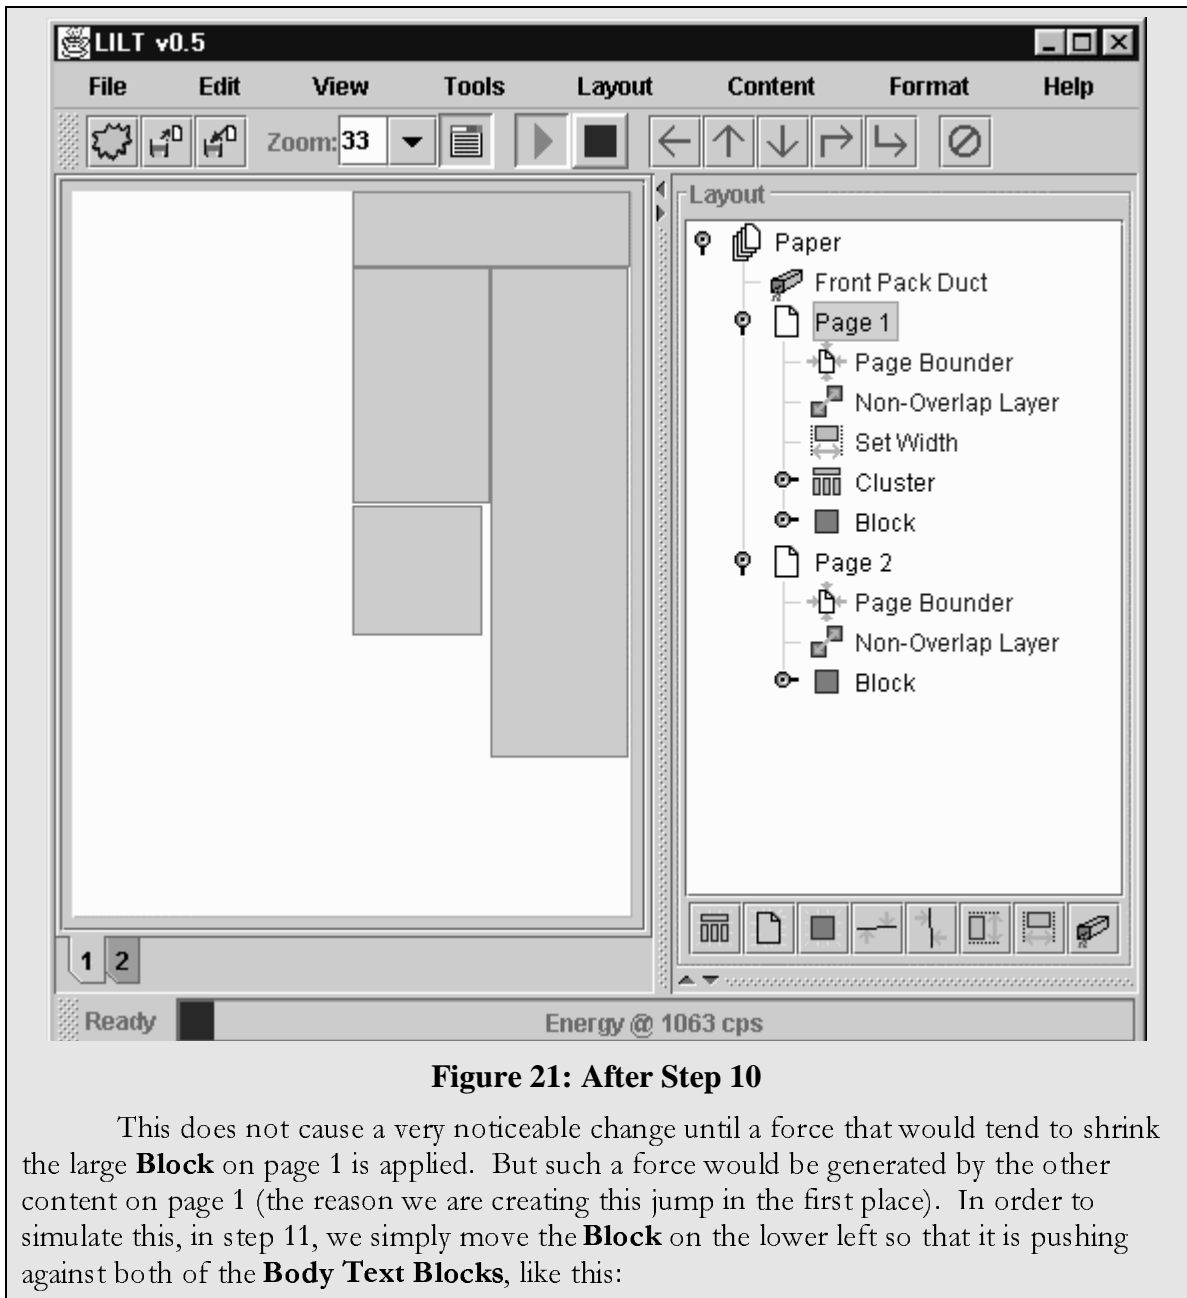 LILT v0.5
File Edit View Tools Layout Content Format Help
Zoom: 33
Layout
Paper
Front Pack Duct
Page 1
Page Bounder
Non-Overlap Layer
Set Width
Cluster
Block
Page 2
Page Bounder
Non-Overlap Layer
Block
1 2
Ready Energy @ 1063 cps
Figure 21: After Step 10
This does not cause a very noticeable change until a force that would tend to shrink
the large Block on page 1 is applied. But such a force would be generated by the other
content on page 1 (the reason we are creating this jump in the first place). In order to
simulate this, in step 11, we simply move the Block on the lower left so that it is pushing
against both of the Body Text Blocks, like this: